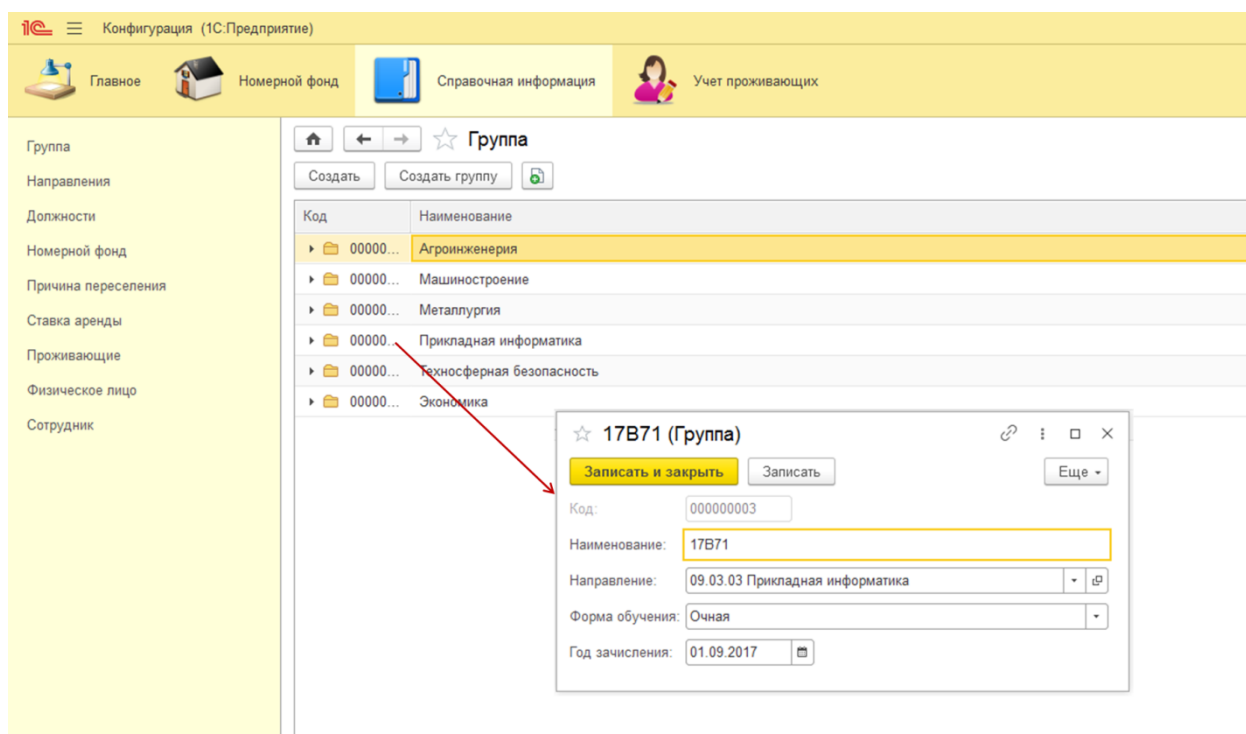 1С Конфигурация (1С:Предприятие)
Главное Номерной фонд Справочная информация Учет проживающих
Группа
Направления
Должности
Номерной фонд
Причина переселения
Ставка аренды
Проживающие
Физическое лицо
Сотрудник
Группа
Создать Создать группу
Код Наименование
00000... Агроинженерия
00000... Машиностроение
00000... Металлургия
00000... Прикладная информатика
00000... Техносферная безопасность
00000... Экономика
17В71 (Группа)
Записать и закрыть Записать Еще
Код: 000000003
Наименование: 17В71
Направление: 09.03.03 Прикладная информатика
Форма обучения: Очная
Год зачисления: 01.09.2017